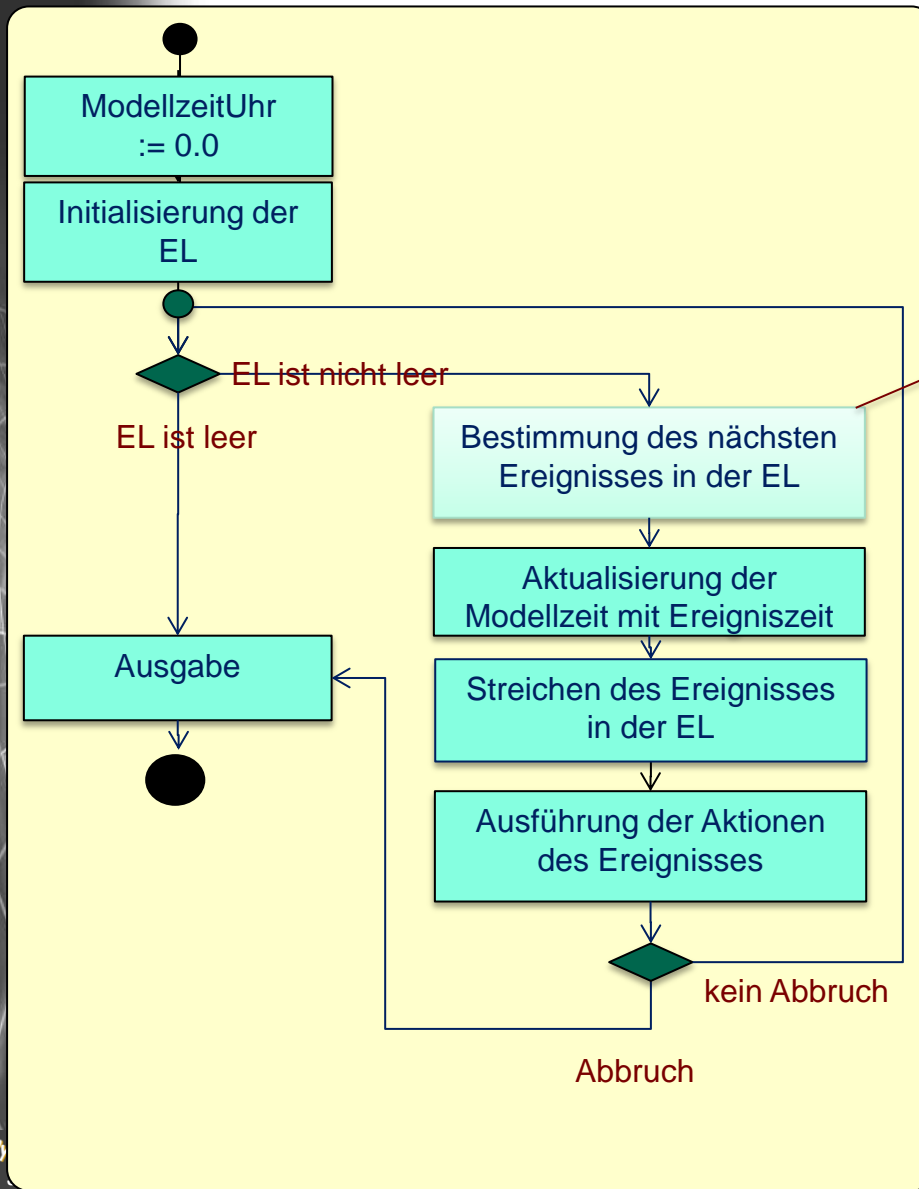 ModellzeitUhr
:= 0.0
Initialisierung der
EL
EL ist nicht leer
EL ist leer
Bestimmung des nächsten
Ereignisses in der EL
Aktualisierung der
Modellzeit mit Ereigniszeit
Ausgabe
Streichen des Ereignisses
in der EL
Ausführung der Aktionen
des Ereignisses
kein Abbruch
Abbruch